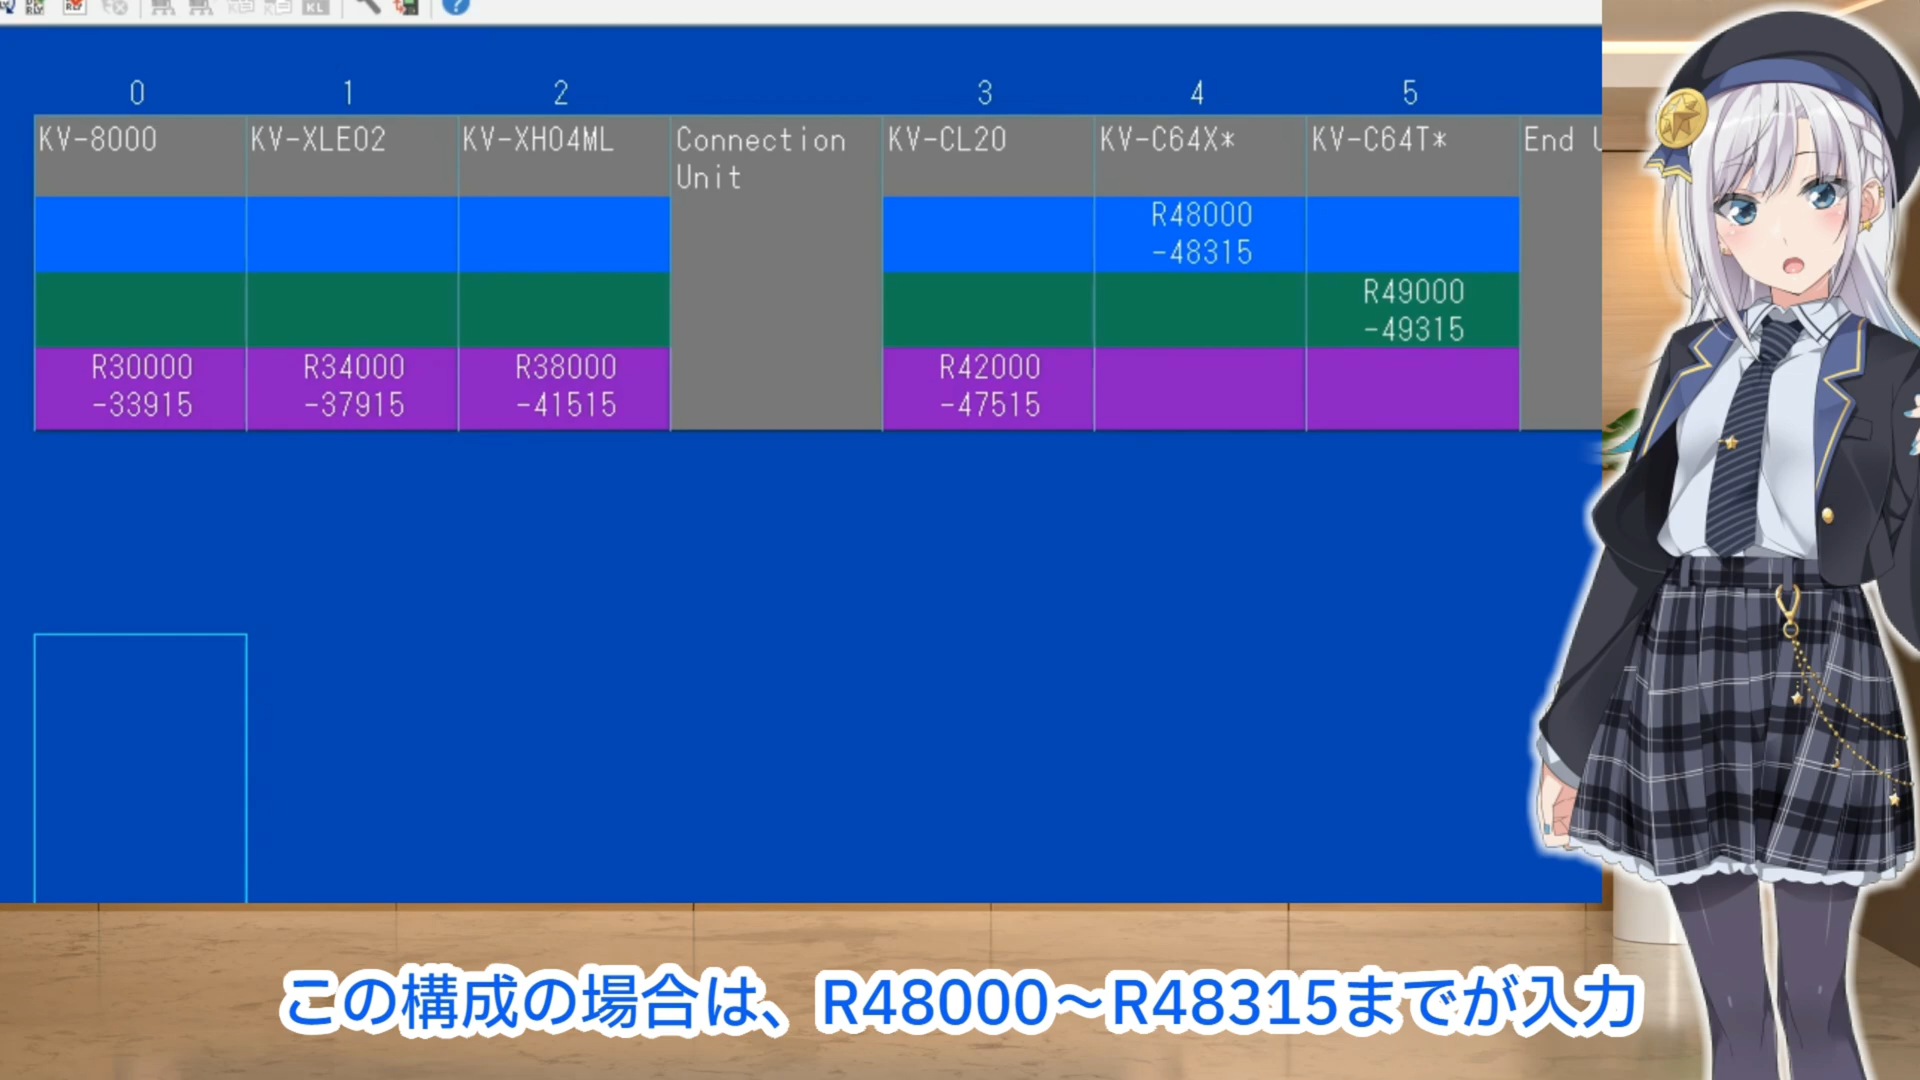 0 1 2 3 4 5
KV-8000 KV-XLE02 KV-XH04ML Connection Unit KV-CL20 KV-C64X* KV-C64T* End U
R48000
-48315
R49000
-49315
R30000 R34000 R38000 R42000
-33915 -37915 -41515 -47515
この構成の場合は、R48000～R48315までが入力